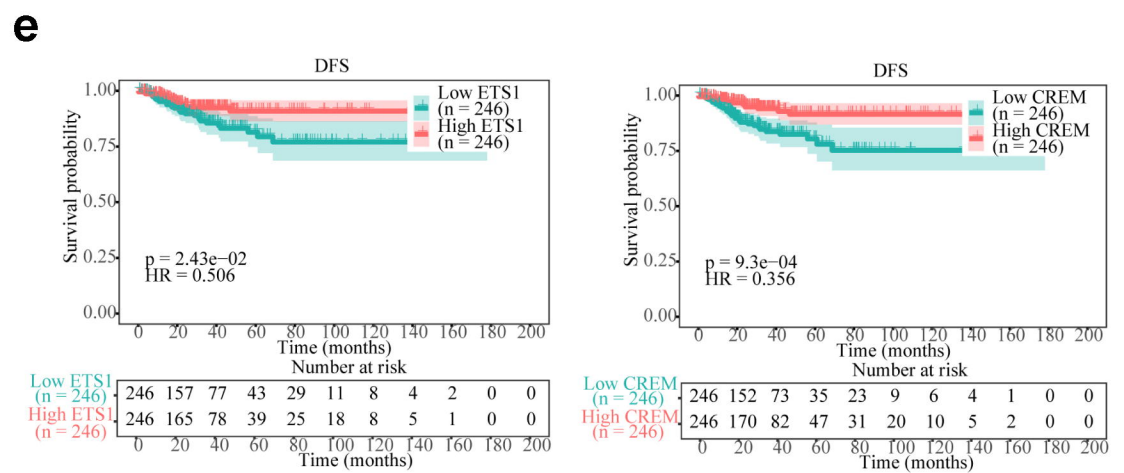 e
DFS
Survival probability
1.00
0.75
0.50
0.25
0.00
Low ETS1
(n = 246)
High ETS1
(n = 246)
p = 2.43e−02
HR = 0.506
0 20 40 60 80 100 120 140 160 180 200
Time (months)
Number at risk
Low ETS1
(n = 246)
246 157 77 43 29 11 8 4 2 0 0
High ETS1
(n = 246)
246 165 78 39 25 18 8 5 1 0 0
0 20 40 60 80 100 120 140 160 180 200
Time (months)
DFS
Survival probability
1.00
0.75
0.50
0.25
0.00
Low CREM
(n = 246)
High CREM
(n = 246)
p = 9.3e−04
HR = 0.356
0 20 40 60 80 100 120 140 160 180 200
Time (months)
Number at risk
Low CREM
(n = 246)
246 152 73 35 23 9 6 4 1 0 0
High CREM
(n = 246)
246 170 82 47 31 20 10 5 2 0 0
0 20 40 60 80 100 120 140 160 180 200
Time (months)